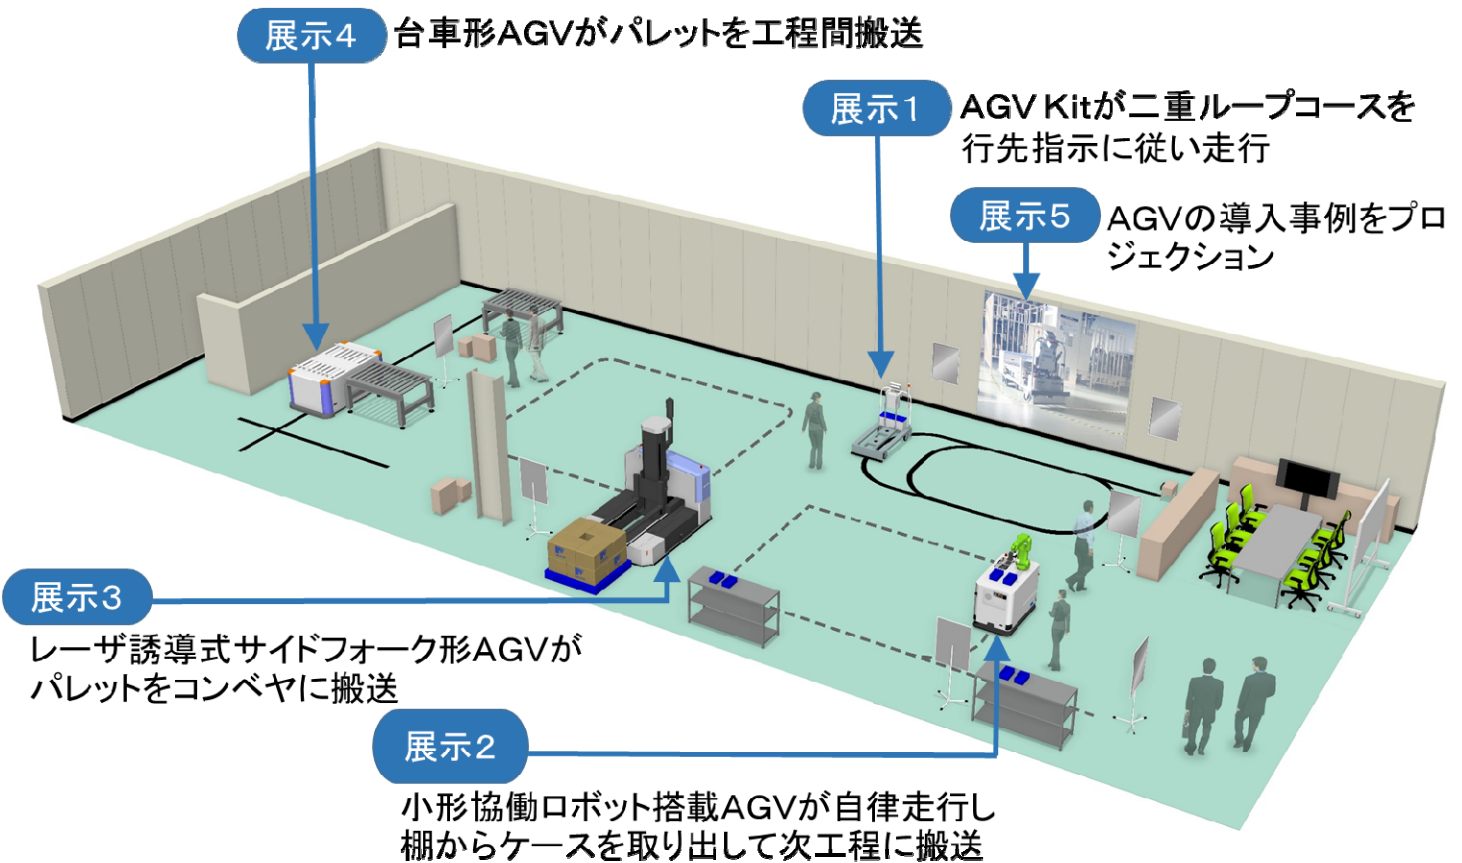 展示4
台車形AGVがパレットを工程間搬送
展示1
AGV Kitが二重ループコースを
行先指示に従い走行
展示5
AGVの導入事例をプロ
ジェクション
展示3
レーザ誘導式サイドフォーク形AGVが
パレットをコンベヤに搬送
展示2
小形協働ロボット搭載AGVが自律走行し
棚からケースを取り出して次工程に搬送